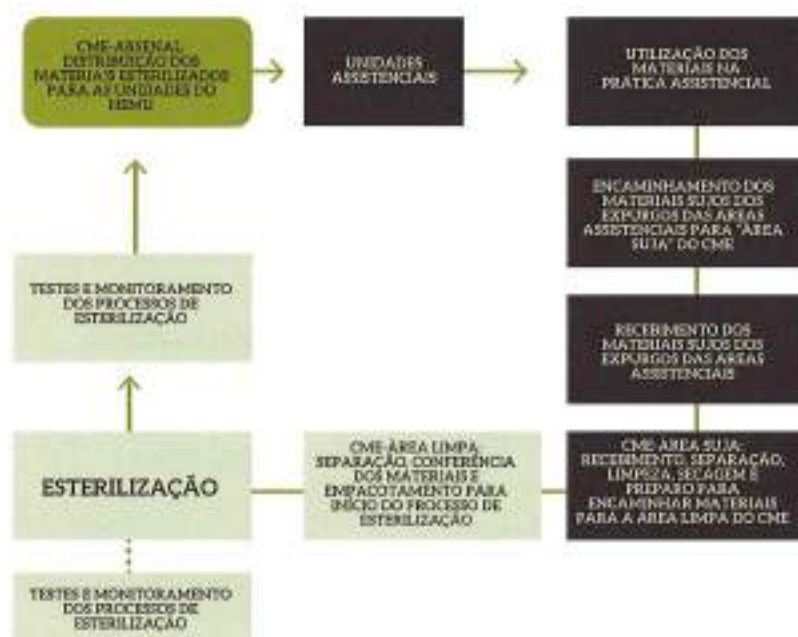 CME-ARSENAL
DISTRIBUIÇÃO DOS
MATERIAIS ESTERILIZADOS
PARA AS UNIDADES DO
HEMU
UNIDADES
ASSISTENCIAIS
UTILIZAÇÃO DOS
MATERIAIS NA
PRÁTICA ASSISTENCIAL
ENCAMINHAMENTO DOS
MATERIAIS SUJOS DOS
EXPURGOS DAS AREAS
ASSISTENCIAIS PARA "ÁREA
SUJA" DO CME
RECEBIMENTO DOS
MATERIAIS SUJOS DOS
EXPURGOS DAS AREAS
ASSISTENCIAIS
CME-ÁREA SUJA:
RECEBIMENTO, SEPARAÇÃO,
LIMPEZA, SECAGEM E
PREPARO PARA
ENCAMINHAR MATERIAIS
PARA A AREA LIMPA DO CME
CME-ÁREA LIMPA:
SEPARAÇÃO, CONFERÊNCIA
DOS MATERIAIS E
EMPACOTAMENTO PARA
INÍCIO DO PROCESSO DE
ESTERILIZAÇÃO
ESTERILIZAÇÃO
TESTES E MONITORAMENTO
DOS PROCESSOS DE
ESTERILIZAÇÃO
TESTES E MONITORAMENTO
DOS PROCESSOS DE
ESTERILIZAÇÃO